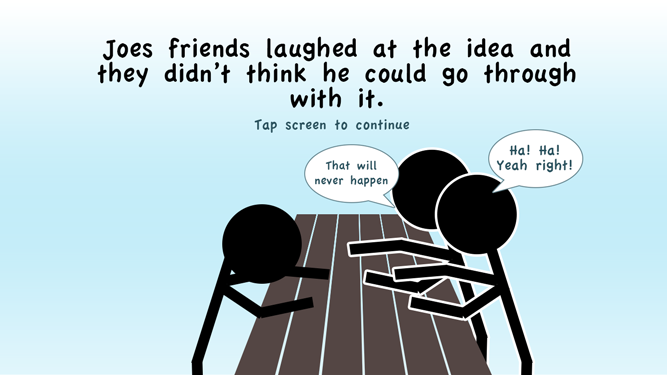 Joes friends laughed at the idea and
they didn't think he could go through
with it.
Tap screen to continue
That will
never happen
Ha! Ha!
Yeah right!